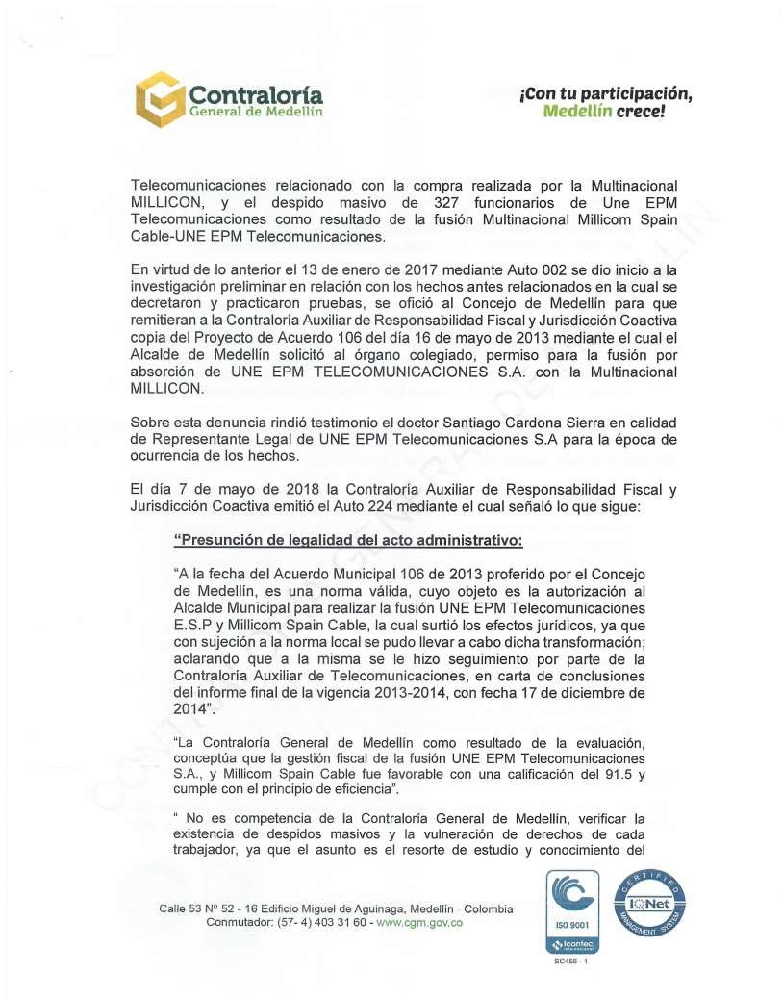 Contraloría
General de Medellín
¡Con tu participación,
Medellín crece!
Telecomunicaciones relacionado con la compra realizada por la Multinacional
MILLICON, y el despido masivo de 327 funcionarios de Une EPM
Telecomunicaciones como resultado de la fusión Multinacional Millicom Spain
Cable-UNE EPM Telecomunicaciones.
En virtud de lo anterior el 13 de enero de 2017 mediante Auto 002 se dio inicio a la
investigación preliminar en relación con los hechos antes relacionados en la cual se
decretaron y practicaron pruebas, se ofició al Concejo de Medellín para que
remitieran a la Contraloría Auxiliar de Responsabilidad Fiscal y Jurisdicción Coactiva
copia del Proyecto de Acuerdo 106 del día 16 de mayo de 2013 mediante el cual el
Alcalde de Medellín solicitó al órgano colegiado, permiso para la fusión por
absorción de UNE EPM TELECOMUNICACIONES S.A. con la Multinacional
MILLICON.
Sobre esta denuncia rindió testimonio el doctor Santiago Cardona Sierra en calidad
de Representante Legal de UNE EPM Telecomunicaciones S.A para la época de
ocurrencia de los hechos.
El día 7 de mayo de 2018 la Contraloría Auxiliar de Responsabilidad Fiscal y
Jurisdicción Coactiva emitió el Auto 224 mediante el cual señaló lo que sigue:
“Presunción de legalidad del acto administrativo:
“A la fecha del Acuerdo Municipal 106 de 2013 proferido por el Concejo
de Medellín, es una norma válida, cuyo objeto es la autorización al
Alcalde Municipal para realizar la fusión UNE EPM Telecomunicaciones
E.S.P y Millicom Spain Cable, la cual surtió los efectos jurídicos, ya que
con sujeción a la norma local se pudo llevar a cabo dicha transformación;
aclarando que a la misma se le hizo seguimiento por parte de la
Contraloría Auxiliar de Telecomunicaciones, en carta de conclusiones
del informe final de la vigencia 2013-2014, con fecha 17 de diciembre de
2014”.
“La Contraloría General de Medellín como resultado de la evaluación,
conceptúa que la gestión fiscal de la fusión UNE EPM Telecomunicaciones
S.A., y Millicom Spain Cable fue favorable con una calificación del 91.5 y
cumple con el principio de eficiencia”.
“ No es competencia de la Contraloría General de Medellín, verificar la
existencia de despidos masivos y la vulneración de derechos de cada
trabajador, ya que el asunto es el resorte de estudio y conocimiento del
Calle 53 Nº 52 - 16 Edificio Miguel de Aguinaga, Medellín - Colombia
Conmutador: (57- 4) 403 31 60 - www.cgm.gov.co
ISO 9001
Icontec
internacional
SC456 - 1
CERTIFIED
IQNet
MANAGEMENT SYSTEM
CONTRALORIA GENERAL DE MEDELLIN